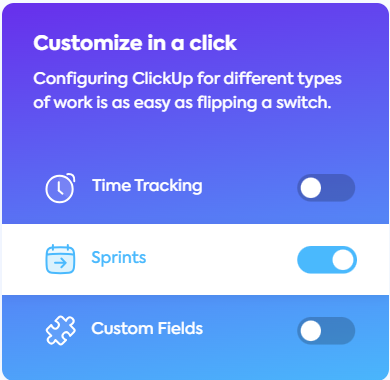 Customize in a click
Configuring ClickUp for different types
of work is as easy as flipping a switch.
Time Tracking
Sprints
Custom Fields